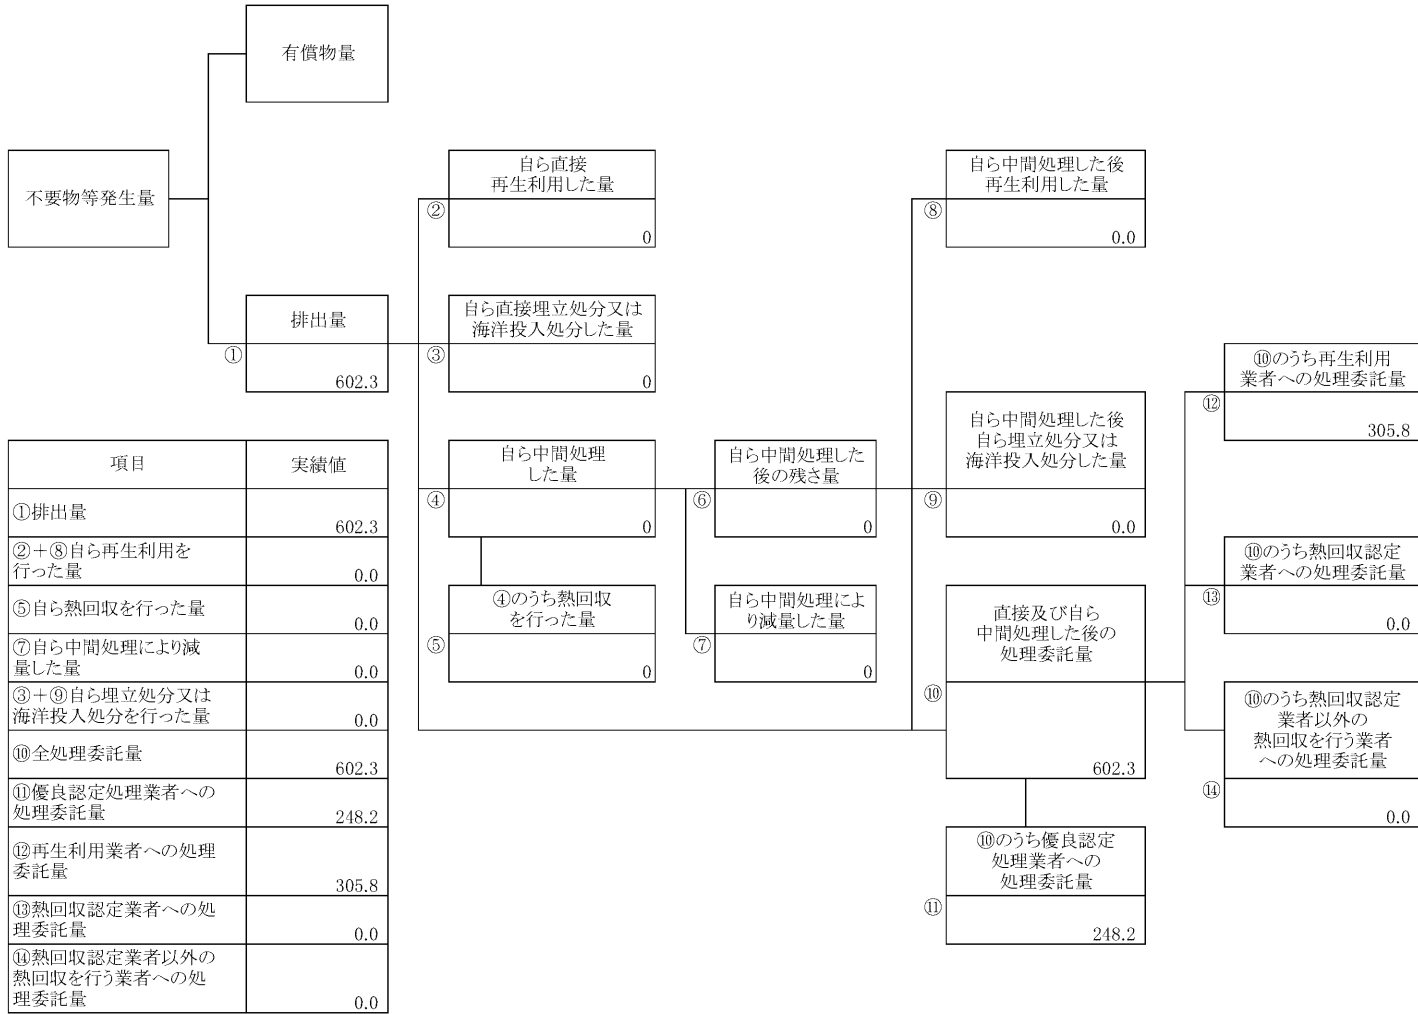 有償物量
不要物等発生量
排出量
①
602.3
自ら直接
再生利用した量
②
0
自ら直接埋立処分又は
海洋投入処分した量
③
0
自ら中間処理
した量
④
0
④のうち熱回収
を行った量
⑤
0
自ら中間処理した
後の残さ量
⑥
0
自ら中間処理によ
り減量した量
⑦
0
自ら中間処理した後
再生利用した量
⑧
0.0
自ら中間処理した後
自ら埋立処分又は
海洋投入処分した量
⑨
0.0
直接及び自ら
中間処理した後の
処理委託量
⑩
602.3
⑩のうち優良認定
処理業者への
処理委託量
⑪
248.2
⑩のうち再生利用
業者への処理委託量
⑫
305.8
⑩のうち熱回収認定
業者への処理委託量
⑬
0.0
⑩のうち熱回収認定
業者以外の
熱回収を行う業者
への処理委託量
⑭
0.0
項目 実績値
①排出量
602.3
②＋⑧自ら再生利用を
行った量
0.0
⑤自ら熱回収を行った量
0.0
⑦自ら中間処理により減
量した量
0.0
③＋⑨自ら埋立処分又は
海洋投入処分を行った量
0.0
⑩全処理委託量
602.3
⑪優良認定処理業者への
処理委託量
248.2
⑫再生利用業者への処理
委託量
305.8
⑬熱回収認定業者への処
理委託量
0.0
⑭熱回収認定業者以外の
熱回収を行う業者への処
理委託量
0.0